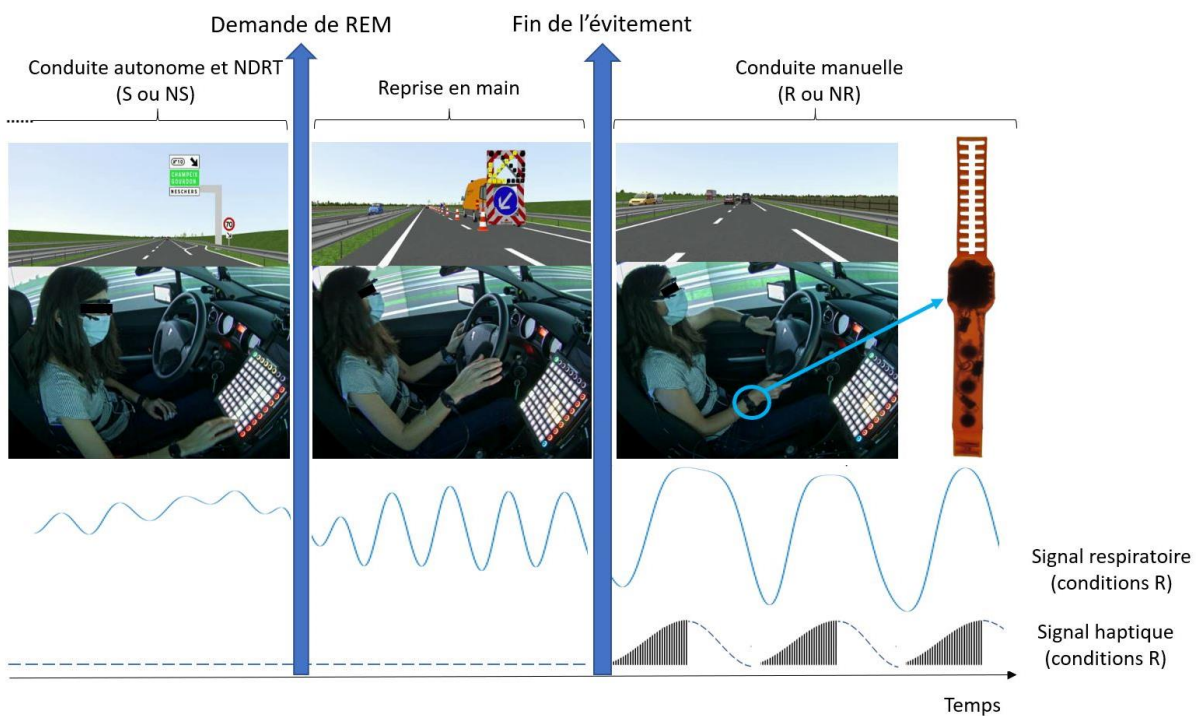 Demande de REM
Fin de l’évitement
Conduite autonome et NDRT
(S ou NS)
Reprise en main
Conduite manuelle
(R ou NR)
70
Signal respiratoire
(conditions R)
Signal haptique
(conditions R)
Temps